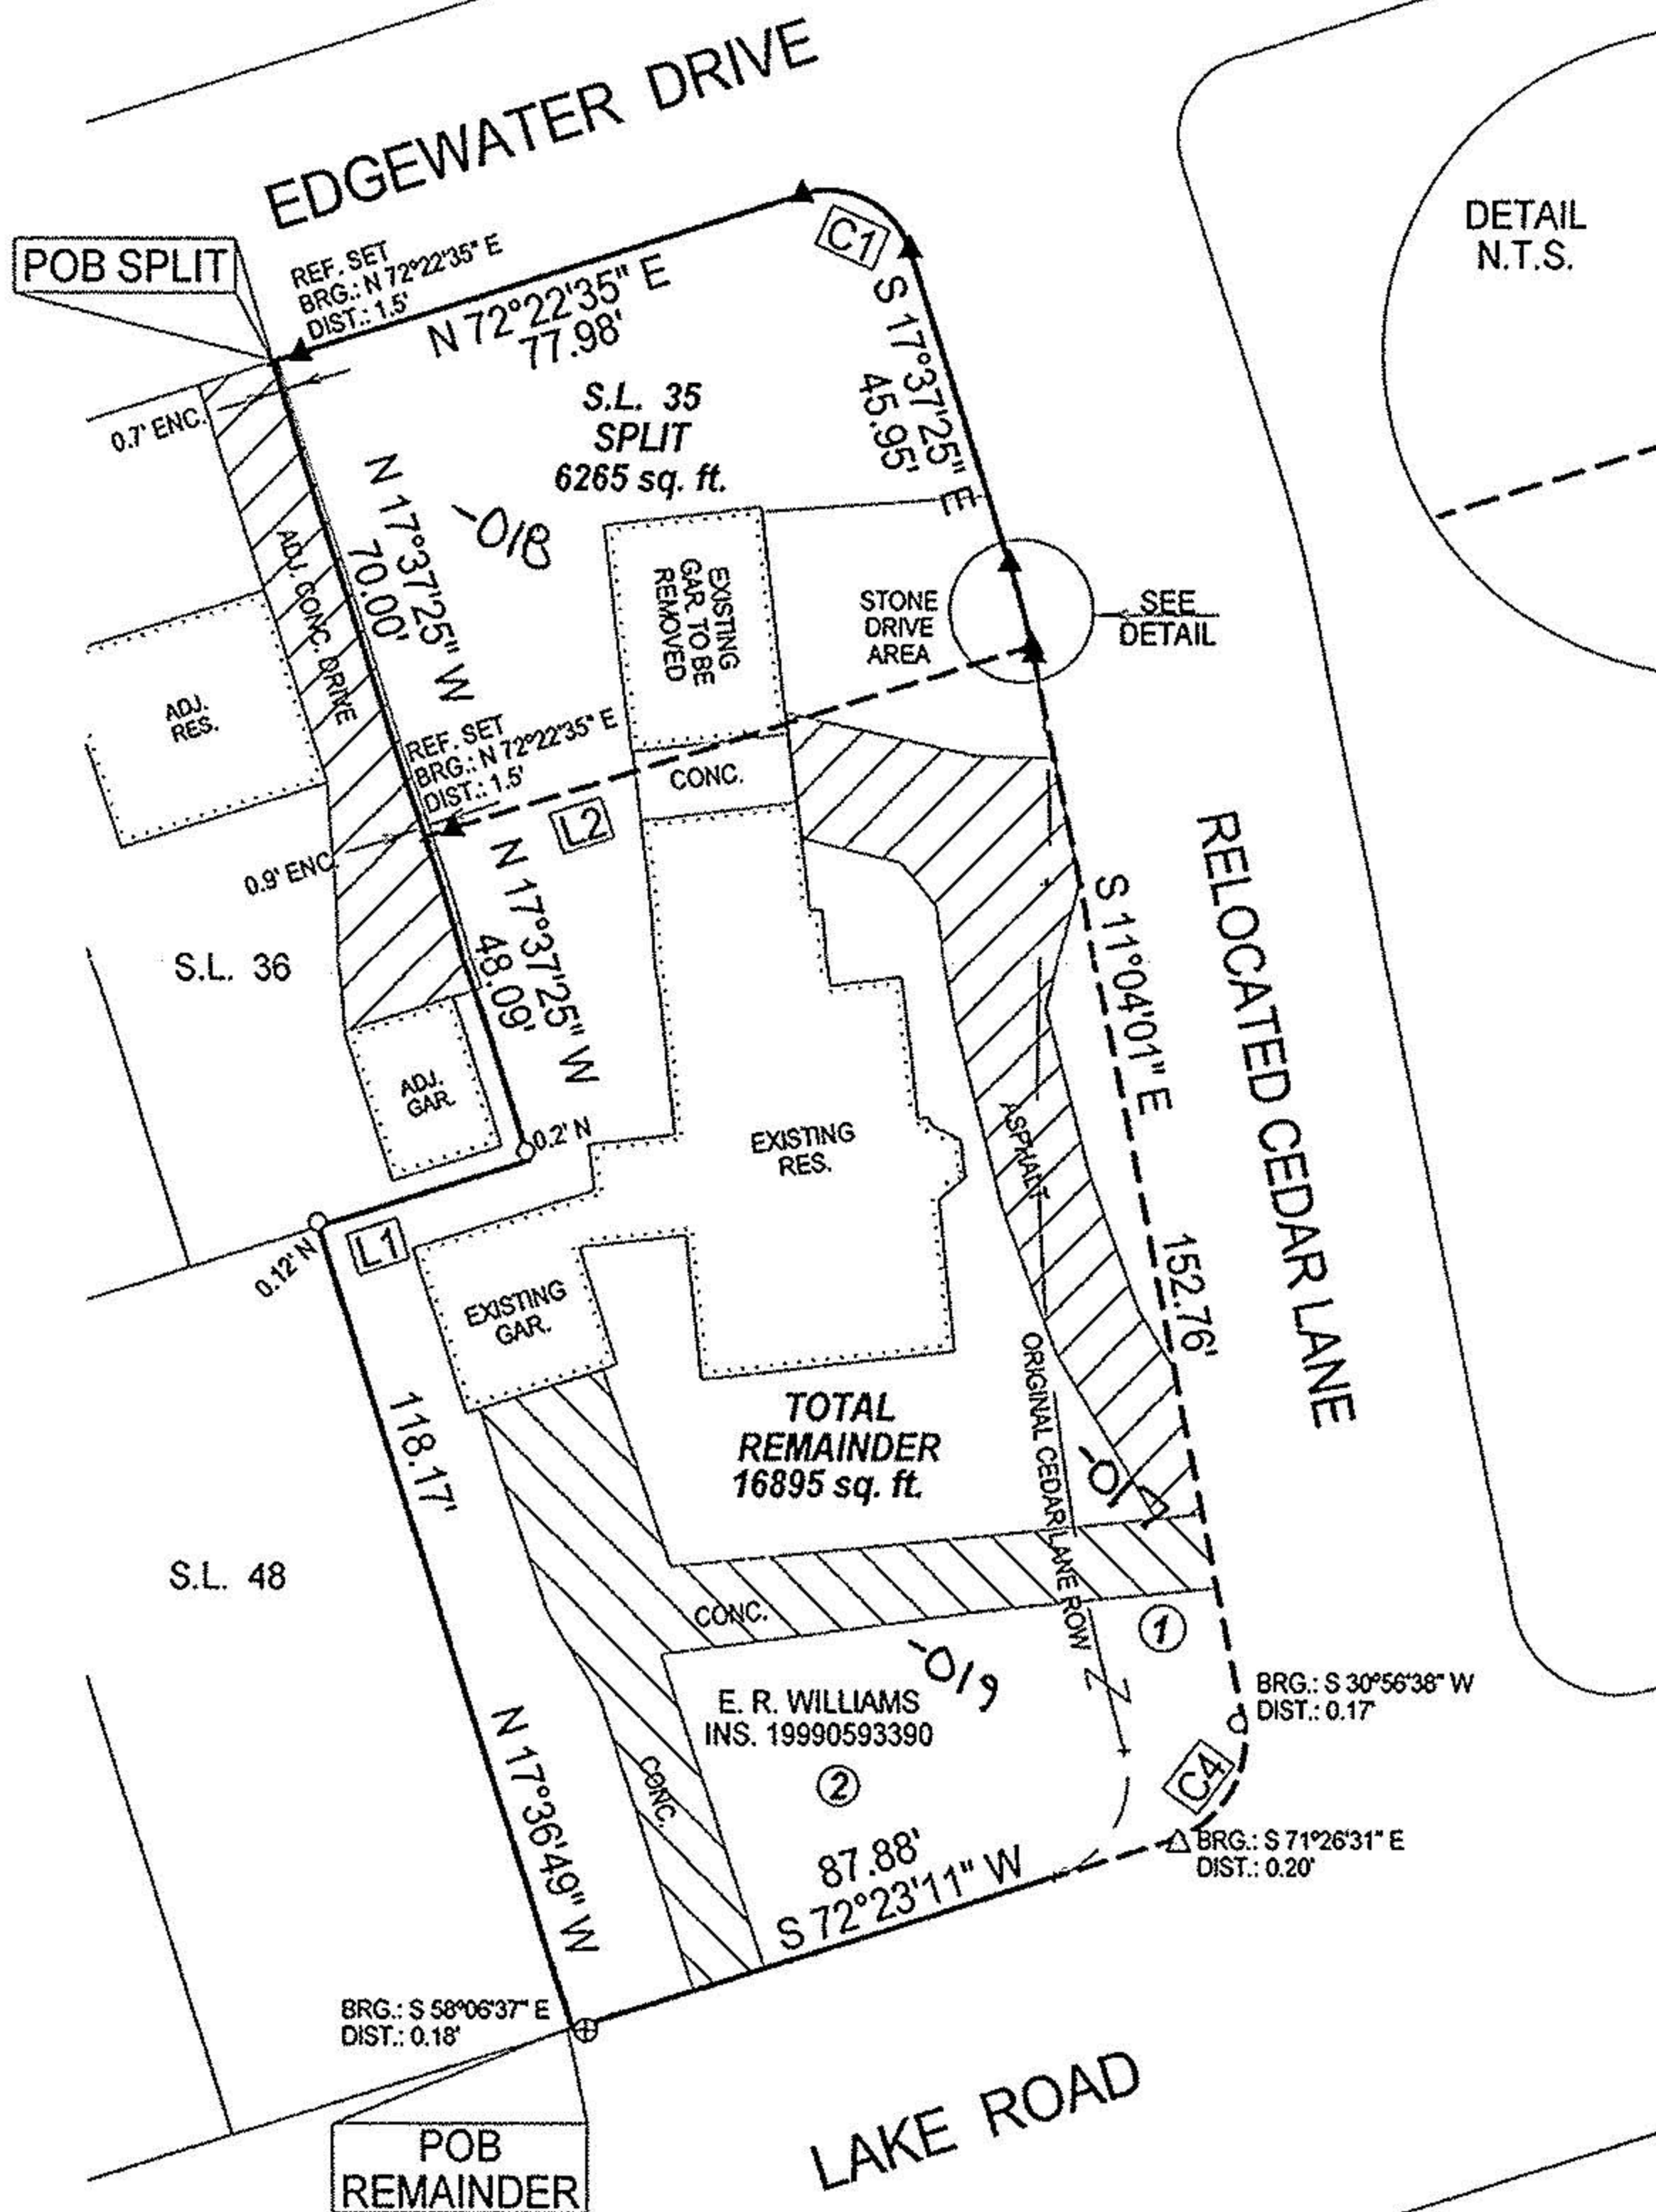 EDGEWATER DRIVE
DETAIL
N.T.S.
POB SPLIT
REF. SET
BRG.: N 72°22'35" E
DIST.: 1.5'
N 72°22'35" E
77.98'
C1
S 17°37'25" E
45.95'
S.L. 35
SPLIT
6265 sq. ft.
0.7' ENC.
N 17°37'25" W
70.00'
-018
ADJ. CONC. DRIVE
EXISTING
GAR. TO BE
REMOVED
STONE
DRIVE
AREA
SEE
DETAIL
ADJ.
RES.
REF. SET
BRG.: N 72°22'35" E
DIST.: 1.5'
CONC.
L2
0.9' ENC.
N 17°37'25" W
48.09'
S.L. 36
S 11°04'01" E
152.76'
RELOCATED CEDAR LANE
ADJ.
GAR.
0.2' N
EXISTING
RES.
ASPHALT
0.12' N
L1
EXISTING
GAR.
ORIGINAL CEDAR LANE ROW
118.17'
N 17°36'49" W
TOTAL
REMAINDER
16895 sq. ft.
-017
S.L. 48
CONC.
1
-019
E. R. WILLIAMS
INS. 19990593390
2
CONC.
BRG.: S 30°56'38" W
DIST.: 0.17'
C4
BRG.: S 71°26'31" E
DIST.: 0.20'
87.88'
S 72°23'11" W
BRG.: S 58°06'37" E
DIST.: 0.18'
LAKE ROAD
POB
REMAINDER